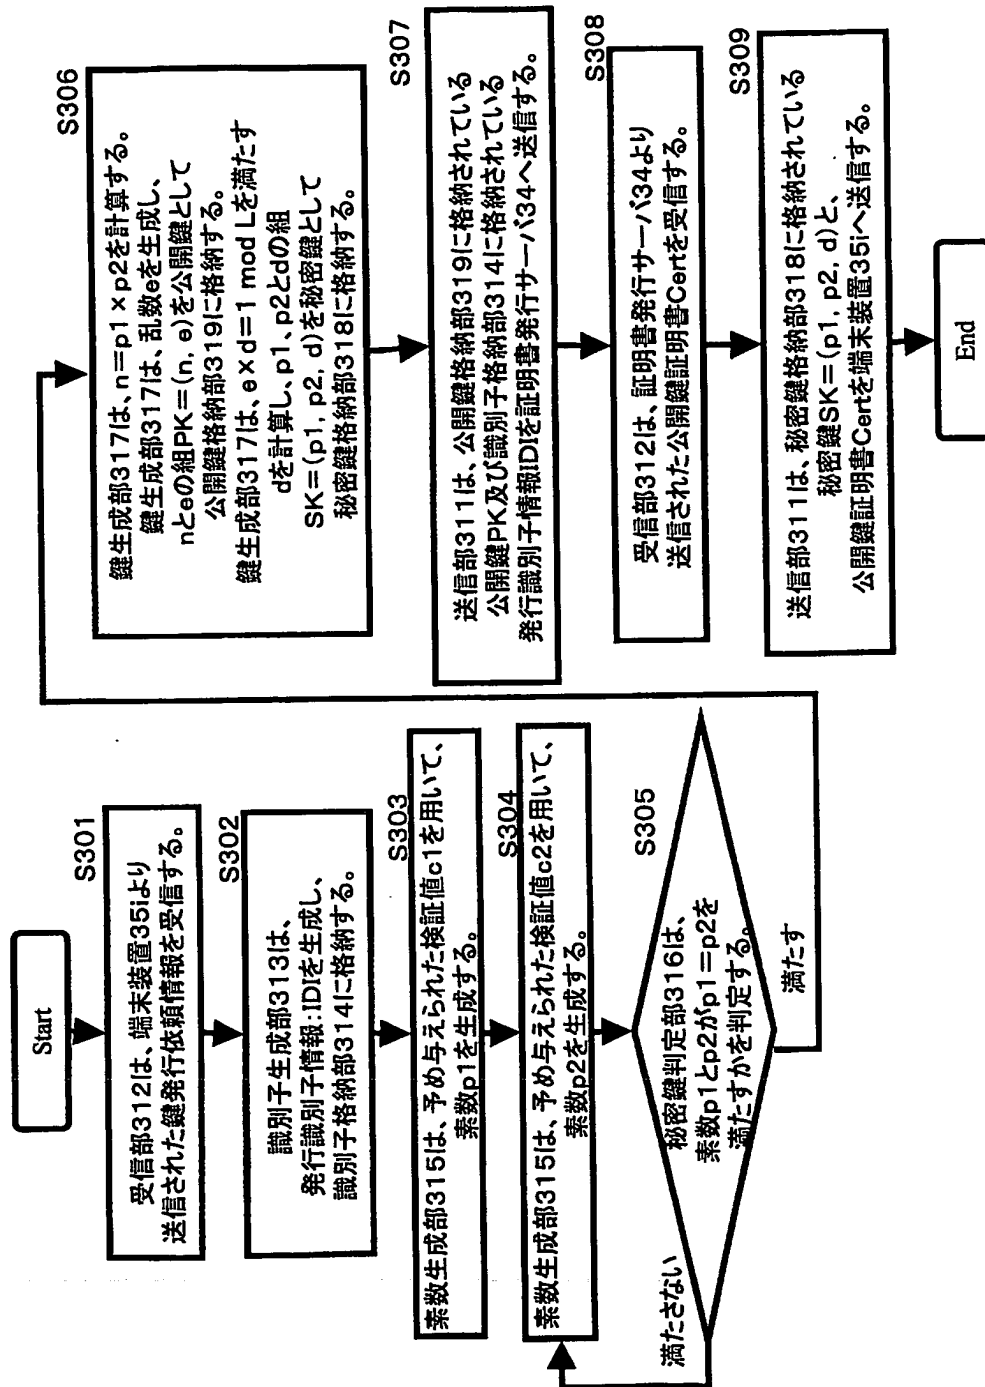 Start
S301
受信部312は、端末装置35iより
送信された鍵発行依頼情報を受信する。
S302
識別子生成部313は、
発行識別子情報:IDIを生成し、
識別子格納部314に格納する。
S303
素数生成部315は、予め与えられた検証値c1を用いて、
素数p1を生成する。
S304
素数生成部315は、予め与えられた検証値c2を用いて、
素数p2を生成する。
S305
秘密鍵判定部316は、
素数p1とp2がp1=p2を
満たすかを判定する。
満たさない
満たす
S306
鍵生成部317は、n=p1×p2を計算する。
鍵生成部317は、乱数eを生成し、
nとeの組PK=(n, e)を公開鍵として
公開鍵格納部319に格納する。
鍵生成部317は、e×d=1 mod Lを満たす
dを計算し、p1、p2とdの組
SK=(p1, p2, d)を秘密鍵として
秘密鍵格納部318に格納する。
S307
送信部311は、公開鍵格納部319に格納されている
公開鍵PK及び識別子格納部314に格納されている
発行識別子情報IDIを証明書発行サーバ34へ送信する。
S308
受信部312は、証明書発行サーバ34より
送信された公開鍵証明書Certを受信する。
S309
送信部311は、秘密鍵格納部318に格納されている
秘密鍵SK=(p1, p2, d)と、
公開鍵証明書Certを端末装置35iへ送信する。
End